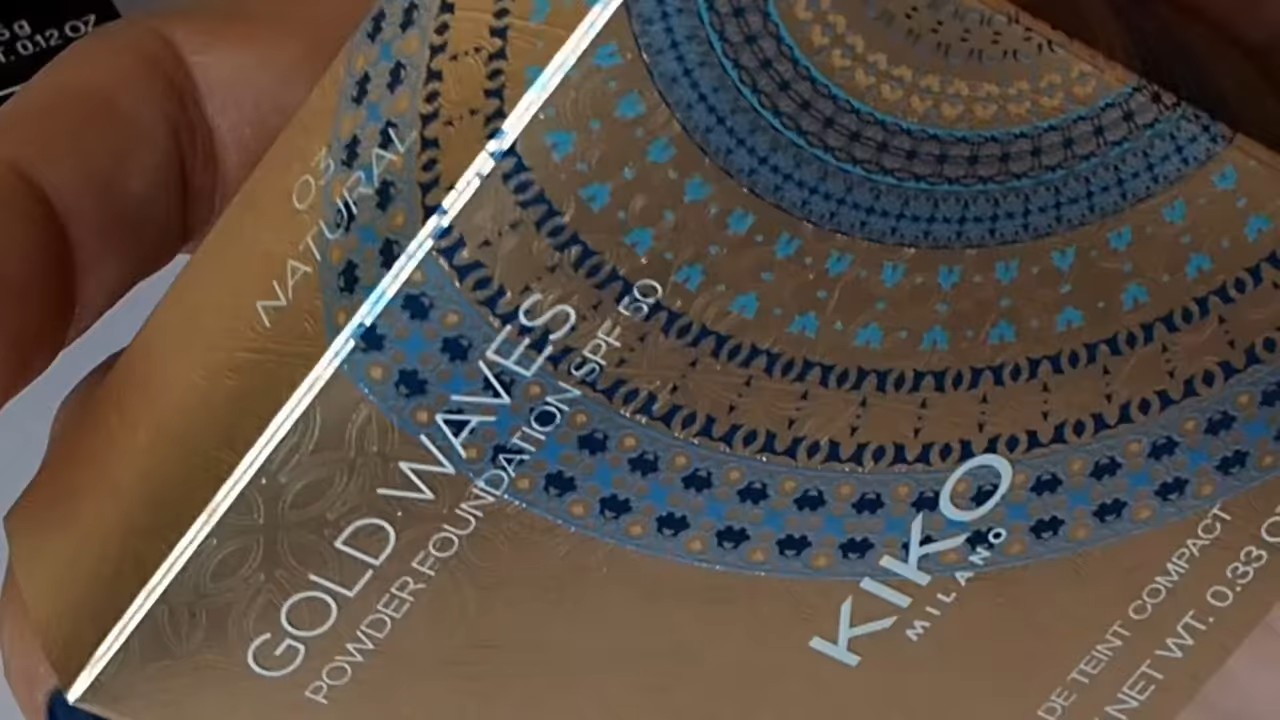 5 g
T. 0.12 OZ
03
NATURAL
GOLD WAVES
POWDER FOUNDATION SPF 50
KIKO
MILANO
DE TEINT COMPACT
NET WT. 0.33